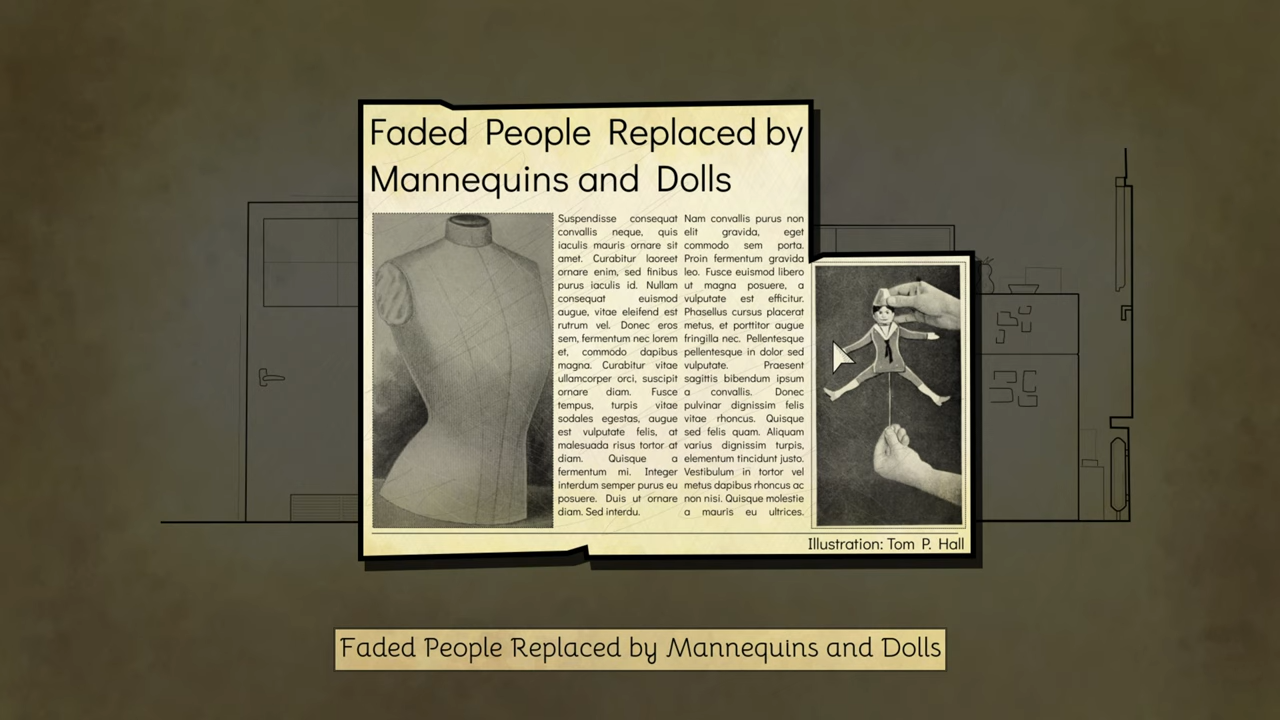 Faded People Replaced by
Mannequins and Dolls
Suspendisse consequat
convallis neque, quis
iaculis mauris ornare sit
amet. Curabitur laoreet
ornare enim, sed finibus
purus iaculis id. Nullam
consequat euismod
augue, vitae eleifend est
rutrum vel. Donec eros
sem, fermentum nec lorem
et, commodo dapibus
magna. Curabitur vitae
ullamcorper orci, suscipit
ornare diam. Fusce
tempus, turpis vitae
sodales egestas, augue
est vulputate felis, at
malesuada risus tortor at
diam. Quisque a
fermentum mi. Integer
interdum semper purus eu
posuere. Duis ut ornare
diam. Sed interdu.
Nam convallis purus non
elit gravida, eget
commodo sem porta.
Proin fermentum gravida
leo. Fusce euismod libero
ut magna posuere, a
vulputate est efficitur.
Phasellus cursus placerat
metus, et porttitor augue
fringilla nec. Pellentesque
pellentesque in dolor sed
vulputate. Praesent
sagittis bibendum ipsum
a convallis. Donec
pulvinar dignissim felis
vitae rhoncus. Quisque
sed felis quam. Aliquam
varius dignissim turpis,
elementum tincidunt justo.
Vestibulum in tortor vel
metus dapibus rhoncus ac
non nisi. Quisque molestie
a mauris eu ultrices.
Illustration: Tom P. Hall
Faded People Replaced by Mannequins and Dolls